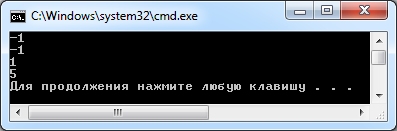 C:\Windows\system32\cmd.exe
-1
-1
1
5
Для продолжения нажмите любую клавишу . . .